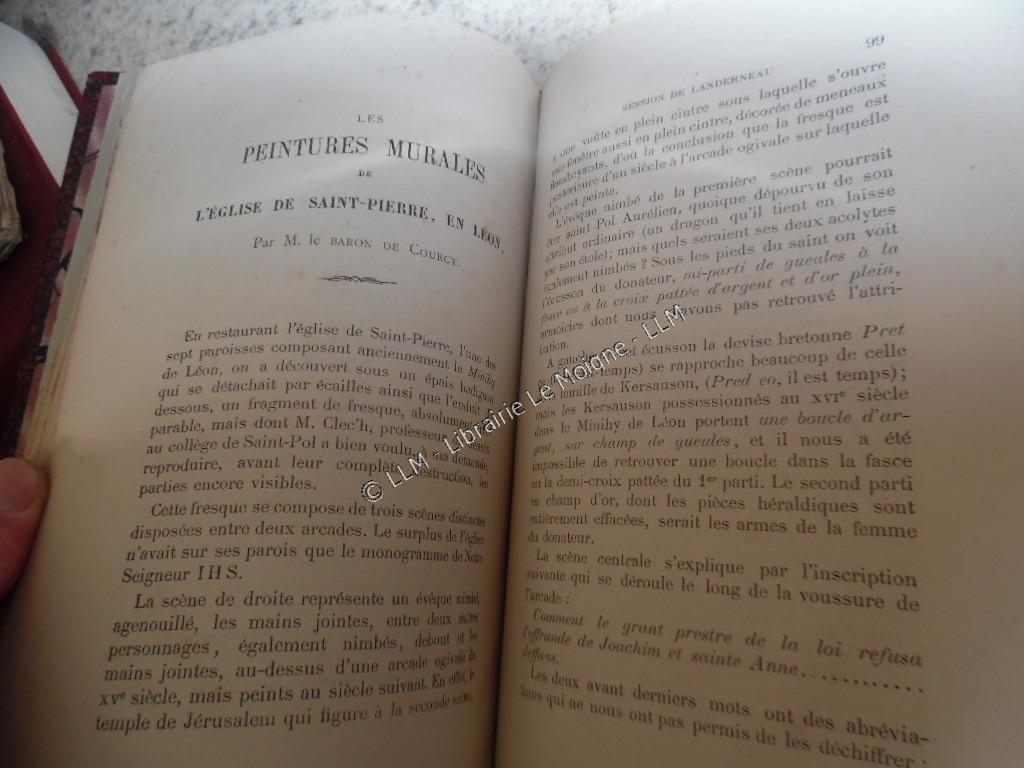 LES
PEINTURES MURALES
DE
L'ÉGLISE DE SAINT-PIERRE, EN LÉON,
Par M. le BARON DE COURCY.
En restaurant l'église de Saint-Pierre, l'une des
sept paroisses composant anciennement le Minihy
de Léon, on a découvert sous un épais badigeon
qui se détachait par écailles ainsi que l'enduit
dessous, un fragment de fresque, absolument
parable, mais dont M. Clec'h, professeur de dessin
au collège de Saint-Pol a bien voulu, à ma demande,
reproduire, avant leur complète destruction, les
parties encore visibles.
Cette fresque se compose de trois scènes distinctes
disposées entre deux arcades. Le surplus de l'église
n'avait sur ses parois que le monogramme de Notre
Seigneur IHS.
La scène de droite représente un évêque nimbé,
agenouillé, les mains jointes, entre deux autres
personnages, également nimbés, debout et les
mains jointes, au-dessus d'une arcade ogivale du
XVe siècle, mais peints au siècle suivant. En effet, le
temple de Jérusalem qui figure à la seconde scène,
99
SESSION DE LANDERNEAU
a une voûte en plein cintre sous laquelle s'ouvre
une fenêtre aussi en plein cintre, décorée de meneaux
flamboyants, d'où la conclusion que la fresque est
postérieure d'un siècle à l'arcade ogivale sur laquelle
elle est peinte.
L'évêque nimbé de la première scène pourrait
être saint Pol Aurélien, quoique dépourvu de son
attribut ordinaire (un dragon qu'il tient en laisse
par son étole); mais quels seraient ses deux acolytes
également nimbés ? Sous les pieds du saint on voit
l'écusson du donateur, mi-parti de gueules à la
fasce ou à la croix pattée d'argent et d'or plein,
armoiries dont nous n'avons pas retrouvé l'attri-
bution.
A gauche cet écusson la devise bretonne Pret
temps) se rapproche beaucoup de celle
famille de Kersauson, (Pred eo, il est temps);
mais les Kersauson possessionnés au XVIe siècle
dans le Minihy de Léon portent une boucle d'ar-
gent, sur champ de gueules, et il nous a été
impossible de retrouver une boucle dans la fasce
ou la demi-croix pattée du 1er parti. Le second parti
en champ d'or, dont les pièces héraldiques sont
entièrement effacées, serait les armes de la femme
du donateur.
La scène centrale s'explique par l'inscription
suivante qui se déroule le long de la voussure de
l'arcade :
Comment le grant prestre de la loi refusa
l'offrande de Joachim et sainte Anne............
deffans.
Les deux avant derniers mots ont des abrévia-
tions qui ne nous ont pas permis de les déchiffrer ;
© LLM - Librairie Le Moigne - LLM